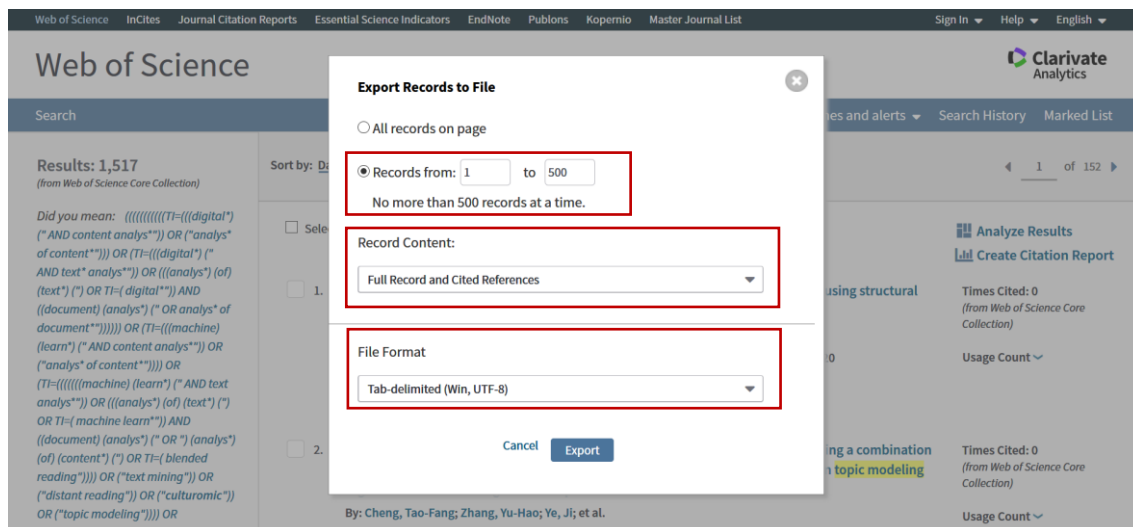 Web of Science InCites Journal Citation Reports Essential Science Indicators EndNote Publons Kopernio Master Journal List Sign In Help English
Web of Science
Clarivate
Analytics
Search
es and alerts Search History Marked List
Results: 1,517
(from Web of Science Core Collection)
Did you mean: (((((((((((TI=(((digital*)
(" AND content analys*")) OR ("analys*
of content*"))) OR (TI=(((digital*) ("
AND text* analys*")) OR (((analys*) (of)
(text*) (") OR TI=( digital*")) AND
((document) (analys*) (" OR analys* of
document*")))))) OR (TI=(((machine)
(learn*) (" AND content analys*")) OR
("analys* of content*")))) OR
(TI=(((((((machine) (learn*) (" AND text
analys*")) OR (((analys*) (of) (text*) (")
OR TI=( machine learn*")) AND
((document) (analys*) (" OR ") (analys*)
(of) (content*) (") OR TI=( blended
reading*")))) OR ("text mining")) OR
("distant reading")) OR ("culturomic"))
OR ("topic modeling")))) OR
Sort by: Da
1 of 152
Sele
1.
2.
Export Records to File
All records on page
Records from: 1 to 500
No more than 500 records at a time.
Record Content:
Full Record and Cited References
File Format
Tab-delimited (Win, UTF-8)
Cancel Export
By: Cheng, Tao-Fang; Zhang, Yu-Hao; Ye, Ji; et al.
Analyze Results
Create Citation Report
using structural
Times Cited: 0
(from Web of Science Core
Collection)
Usage Count
ng a combination
topic modeling
Times Cited: 0
(from Web of Science Core
Collection)
Usage Count